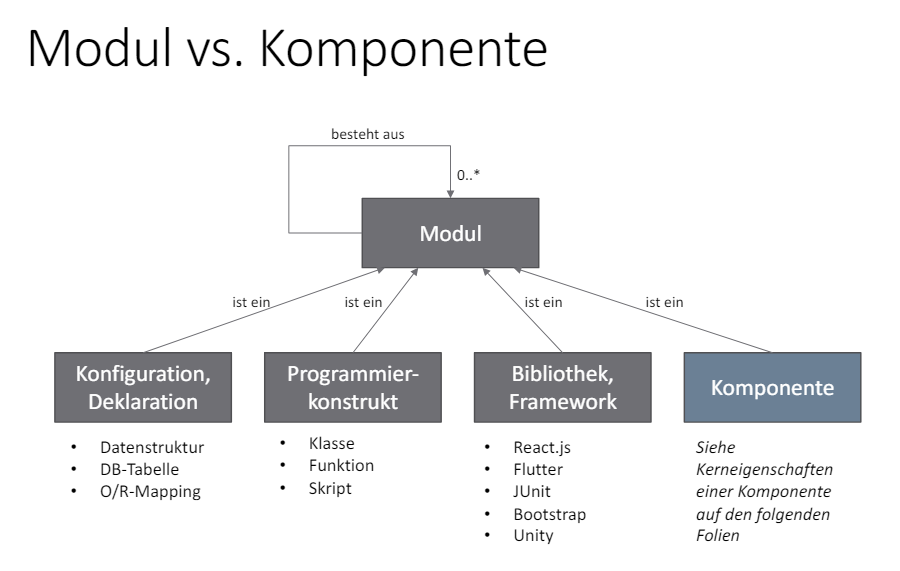 Modul vs. Komponente
besteht aus
0..*
Modul
ist ein
ist ein
ist ein
ist ein
Konfiguration,
Deklaration
• Datenstruktur
• DB-Tabelle
• O/R-Mapping
Programmier-
konstrukt
• Klasse
• Funktion
• Skript
Bibliothek,
Framework
• React.js
• Flutter
• JUnit
• Bootstrap
• Unity
Komponente
Siehe
Kerneigenschaften
einer Komponente
auf den folgenden
Folien